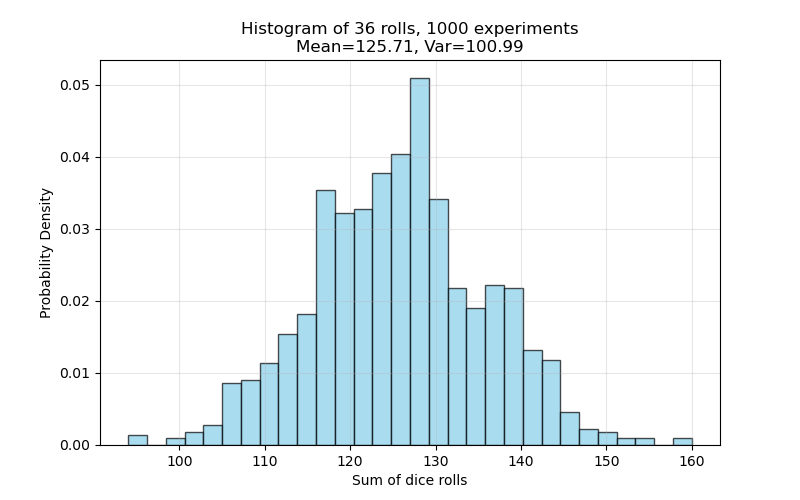 Histogram of 36 rolls, 1000 experiments
Mean=125.71, Var=100.99
Probability Density
0.05
0.04
0.03
0.02
0.01
0.00
100 110 120 130 140 150 160
Sum of dice rolls